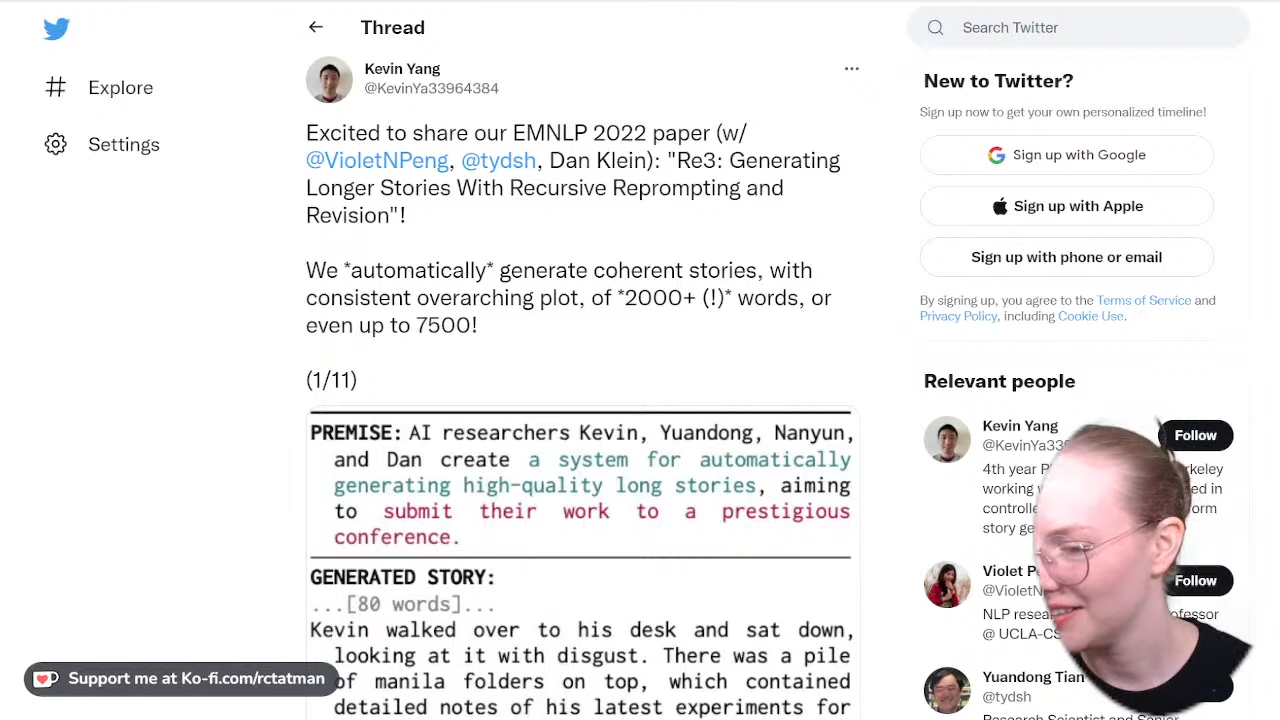 Explore
Settings
Thread
Kevin Yang
@KevinYa33964384
Excited to share our EMNLP 2022 paper (w/
@VioletNPeng, @tydsh, Dan Klein): "Re3: Generating
Longer Stories With Recursive Reprompting and
Revision"!
We *automatically* generate coherent stories, with
consistent overarching plot, of *2000+ (!)* words, or
even up to 7500!
(1/11)
PREMISE: AI researchers Kevin, Yuandong, Nanyun,
and Dan create a system for automatically
generating high-quality long stories, aiming
to submit their work to a prestigious
conference.
GENERATED STORY:
...[80 words]...
Kevin walked over to his desk and sat down,
looking at it with disgust. There was a pile
of manila folders on top, which contained
detailed notes of his latest experiments for
Support me at Ko-fi.com/rctatman
Search Twitter
New to Twitter?
Sign up now to get your own personalized timeline!
Sign up with Google
Sign up with Apple
Sign up with phone or email
By signing up, you agree to the Terms of Service and
Privacy Policy, including Cookie Use.
Relevant people
Kevin Yang
Follow
4th year
working
story
Violet
Follow
NLP
@ UCLA-CS
Yuandong Tian
@tydsh
Research Scientist and Senior